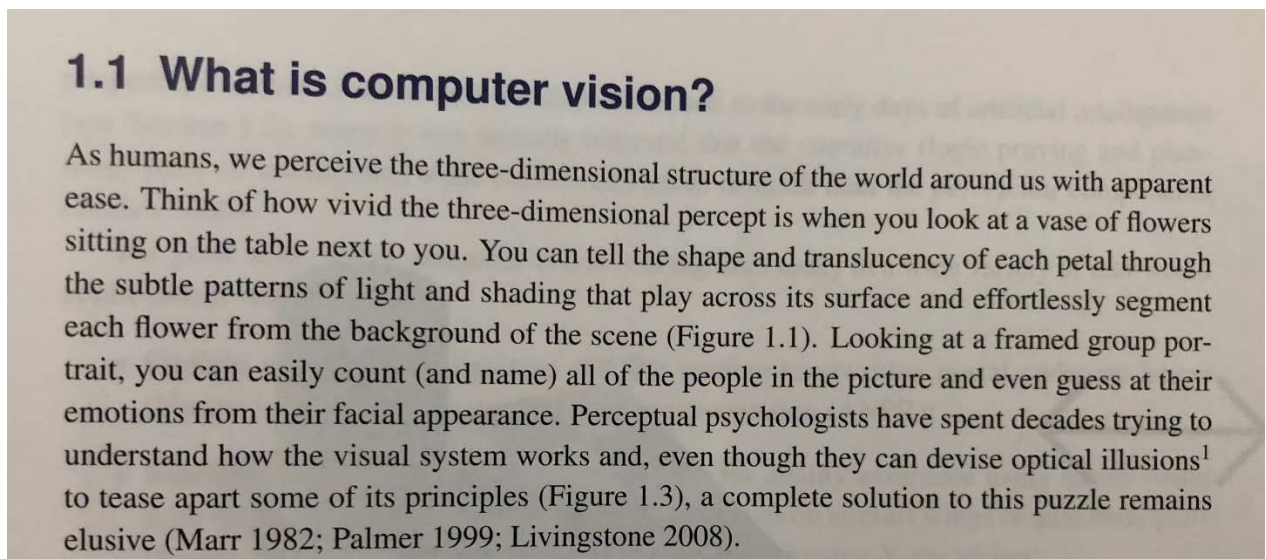 1.1 What is computer vision?
As humans, we perceive the three-dimensional structure of the world around us with apparent
ease. Think of how vivid the three-dimensional percept is when you look at a vase of flowers
sitting on the table next to you. You can tell the shape and translucency of each petal through
the subtle patterns of light and shading that play across its surface and effortlessly segment
each flower from the background of the scene (Figure 1.1). Looking at a framed group por-
trait, you can easily count (and name) all of the people in the picture and even guess at their
emotions from their facial appearance. Perceptual psychologists have spent decades trying to
understand how the visual system works and, even though they can devise optical illusions¹
to tease apart some of its principles (Figure 1.3), a complete solution to this puzzle remains
elusive (Marr 1982; Palmer 1999; Livingstone 2008).